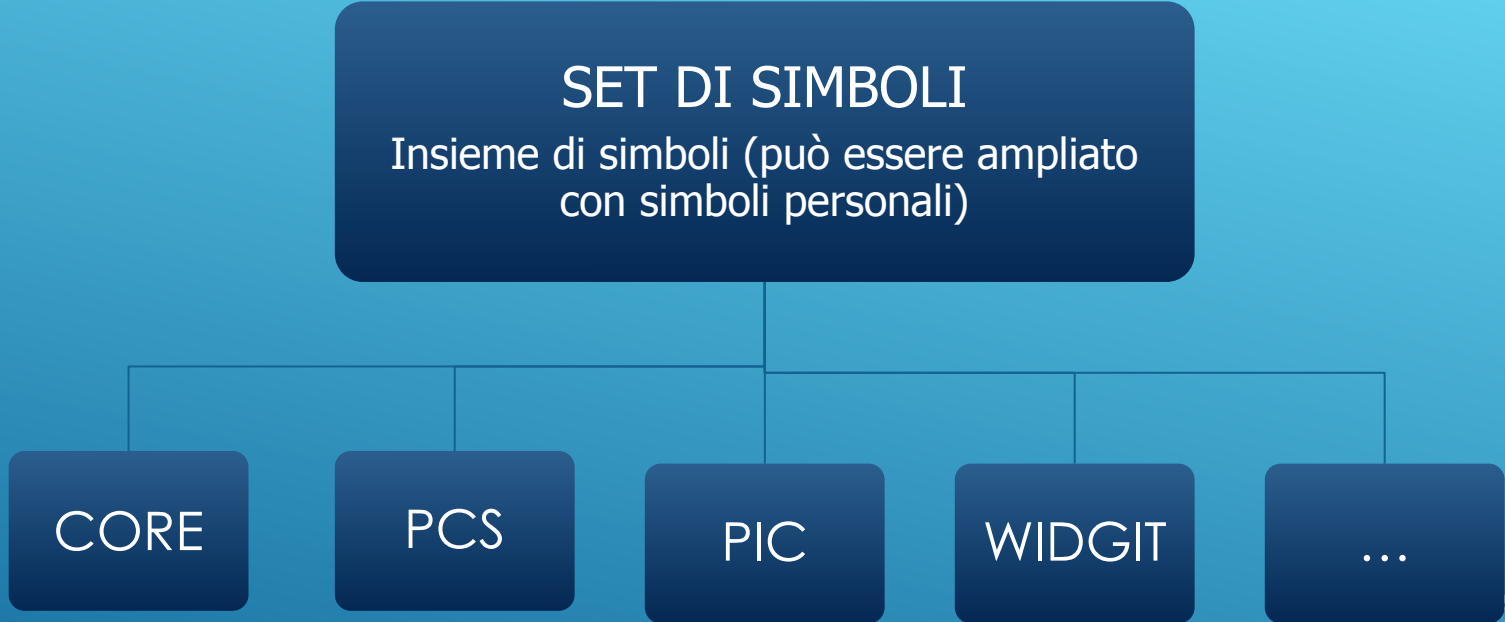 SET DI SIMBOLI
Insieme di simboli (può essere ampliato
con simboli personali)
CORE
PCS
PIC
WIDGIT
…